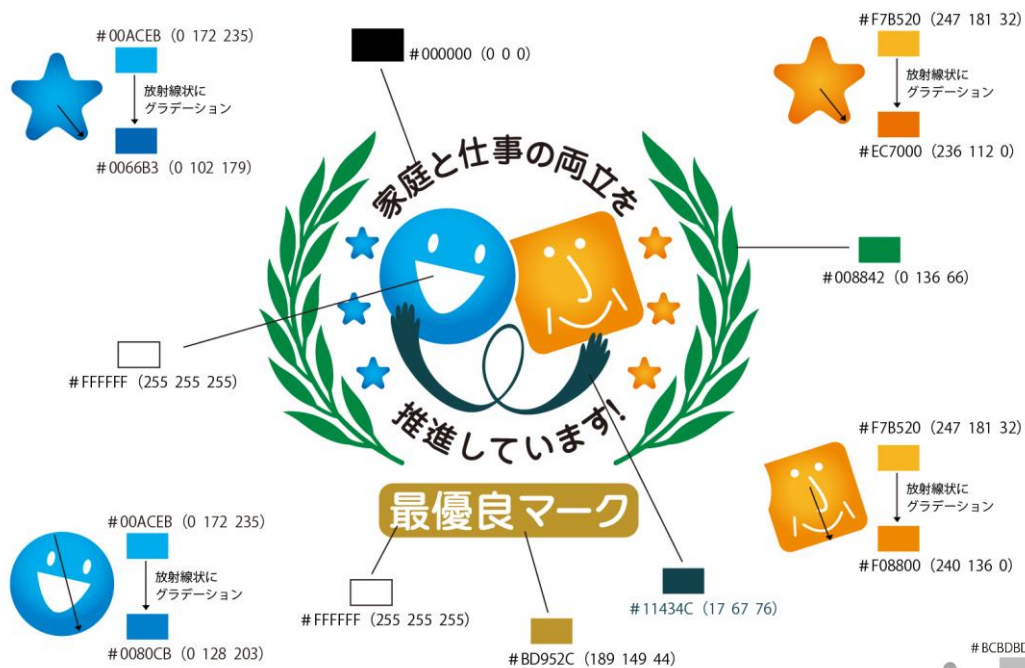 #00ACEB (0 172 235)
放射線状に
グラデーション
#0066B3 (0 102 179)
#000000 (0 0 0)
#F7B520 (247 181 32)
放射線状に
グラデーション
#EC7000 (236 112 0)
家庭と仕事の両立を
#008842 (0 136 66)
#FFFFFF (255 255 255)
推進しています!
最優良マーク
#F7B520 (247 181 32)
放射線状に
グラデーション
#F08800 (240 136 0)
#00ACEB (0 172 235)
放射線状に
グラデーション
#0080CB (0 128 203)
#FFFFFF (255 255 255)
#11434C (17 67 76)
#BD952C (189 149 44)